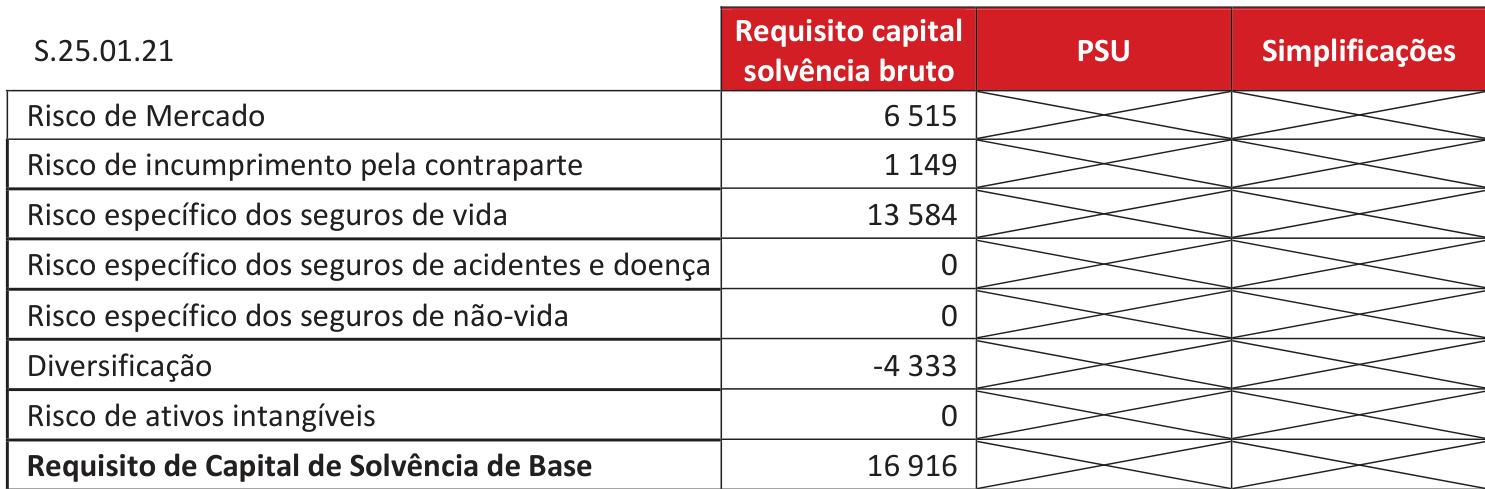 S.25.01.21 Requisito capital solvência bruto PSU Simplificações
Risco de Mercado 6 515
Risco de incumprimento pela contraparte 1 149
Risco específico dos seguros de vida 13 584
Risco específico dos seguros de acidentes e doença 0
Risco específico dos seguros de não-vida 0
Diversificação -4 333
Risco de ativos intangíveis 0
Requisito de Capital de Solvência de Base 16 916